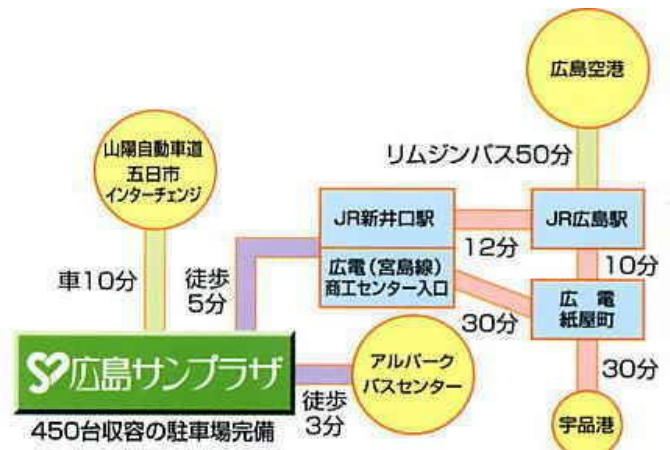 広島空港
山陽自動車道
五日市
インターチェンジ
リムジンバス50分
JR新井口駅
JR広島駅
12分
広電(宮島線)
商工センター入口
10分
車10分
徒歩
5分
広電
紙屋町
30分
広島サンプラザ
アルパーク
バスセンター
30分
徒歩
3分
宇品港
450台収容の駐車場完備